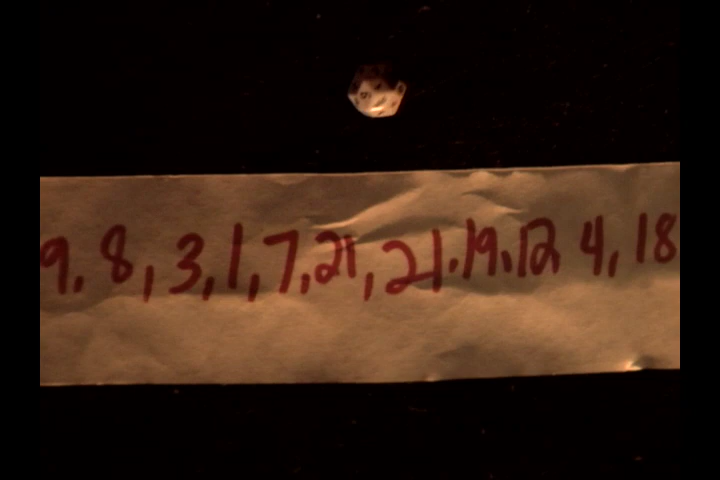 9, 8, 3, 1, 7, 21, 21, 19, 12 4, 18